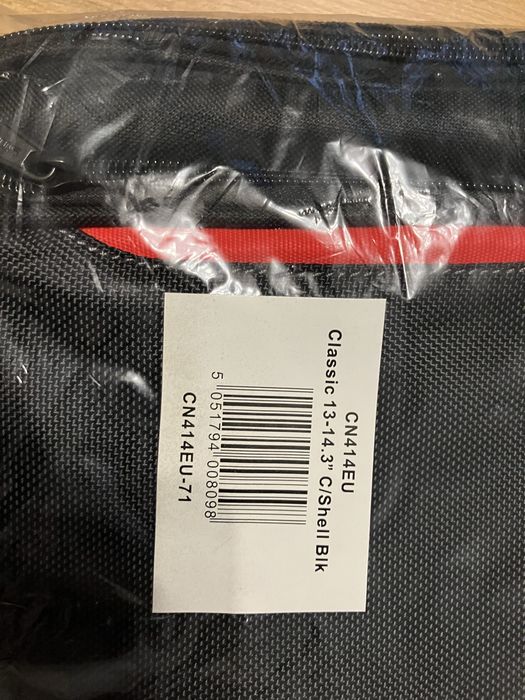 CN414EU
Classic 13-14.3” C/Shell Blk
5 051794 008098
CN414EU-71